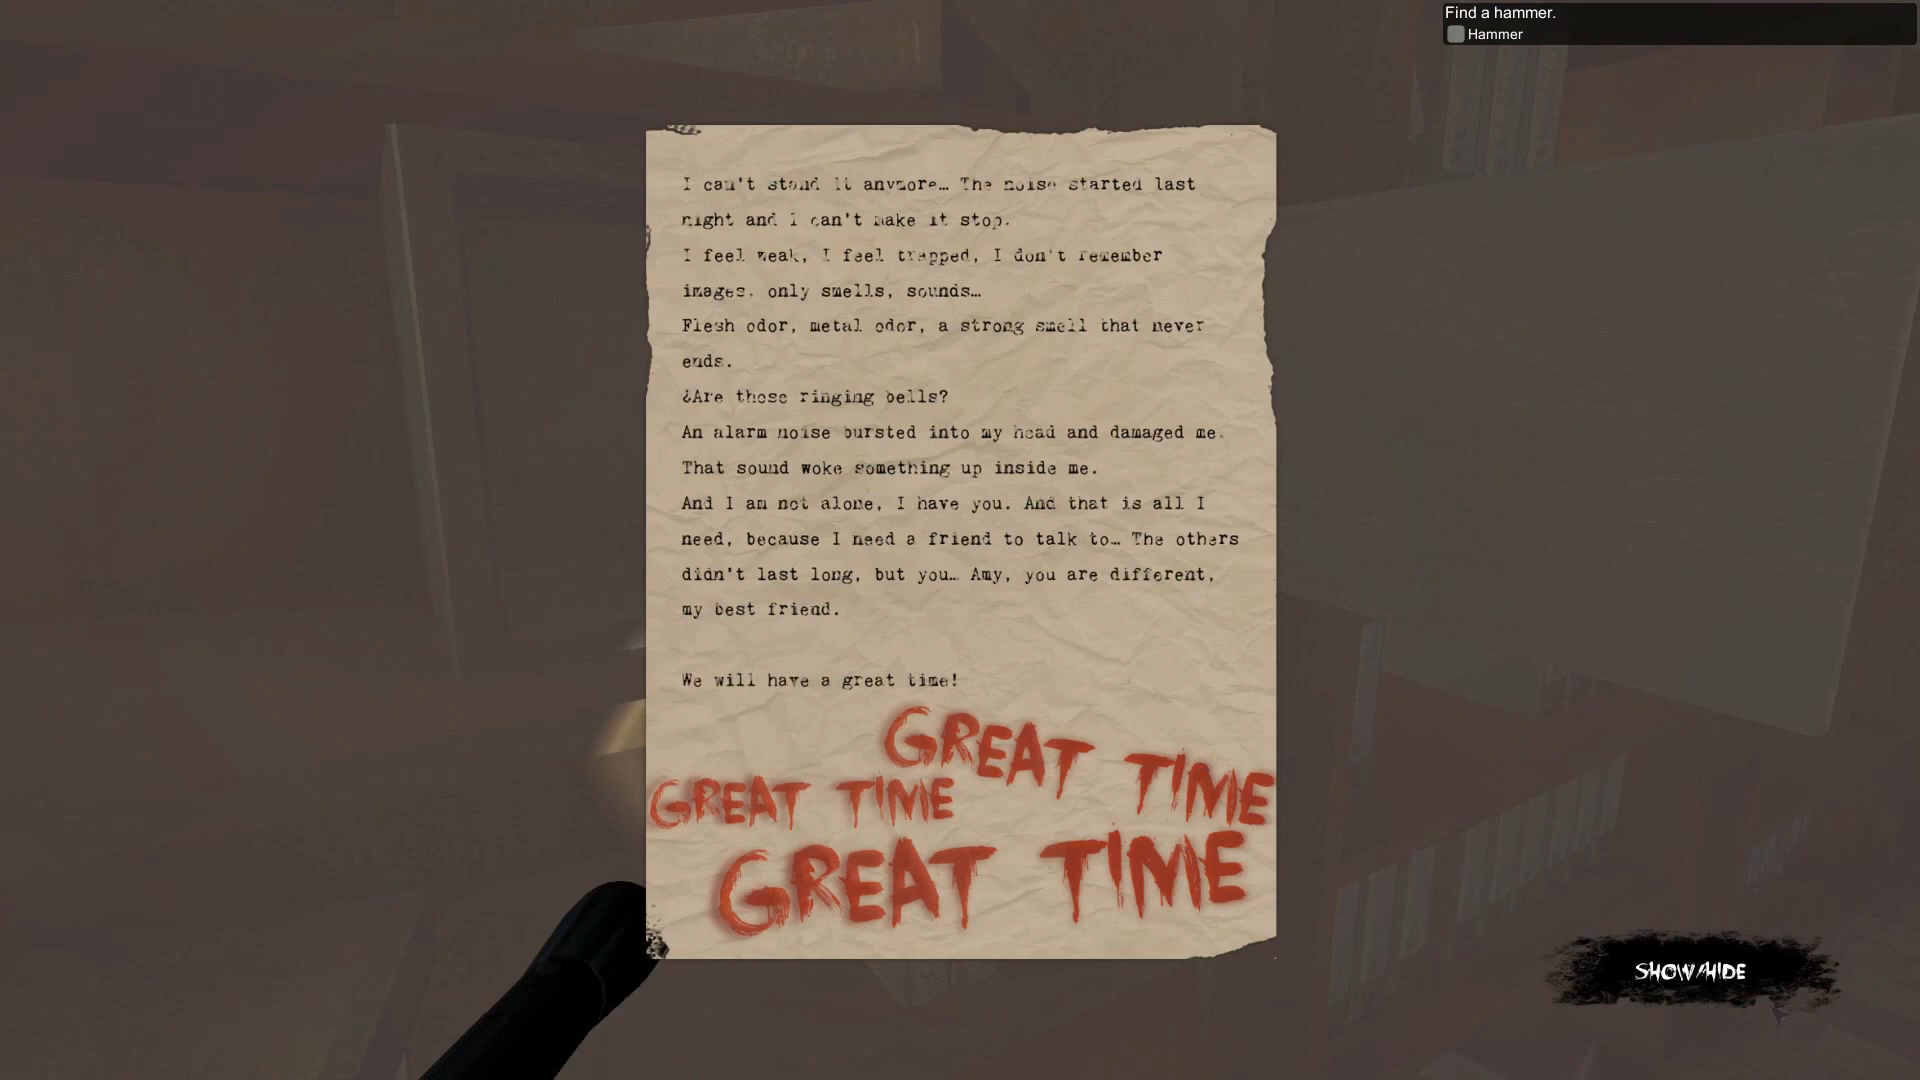 Find a hammer.
Hammer
I can't stand it anymore… The noise started last
night and I can't make it stop.
I feel weak, I feel trapped, I don't remember
images, only smells, sounds…
Flesh odor, metal odor, a strong smell that never
ends.
¿Are those ringing bells?
An alarm noise bursted into my head and damaged me.
That sound woke something up inside me.
And I am not alone, I have you. And that is all I
need, because I need a friend to talk to… The others
didn't last long, but you… Amy, you are different,
my best friend.
We will have a great time!
GREAT TIME
GREAT TIME
GREAT TIME
SHOW/HIDE